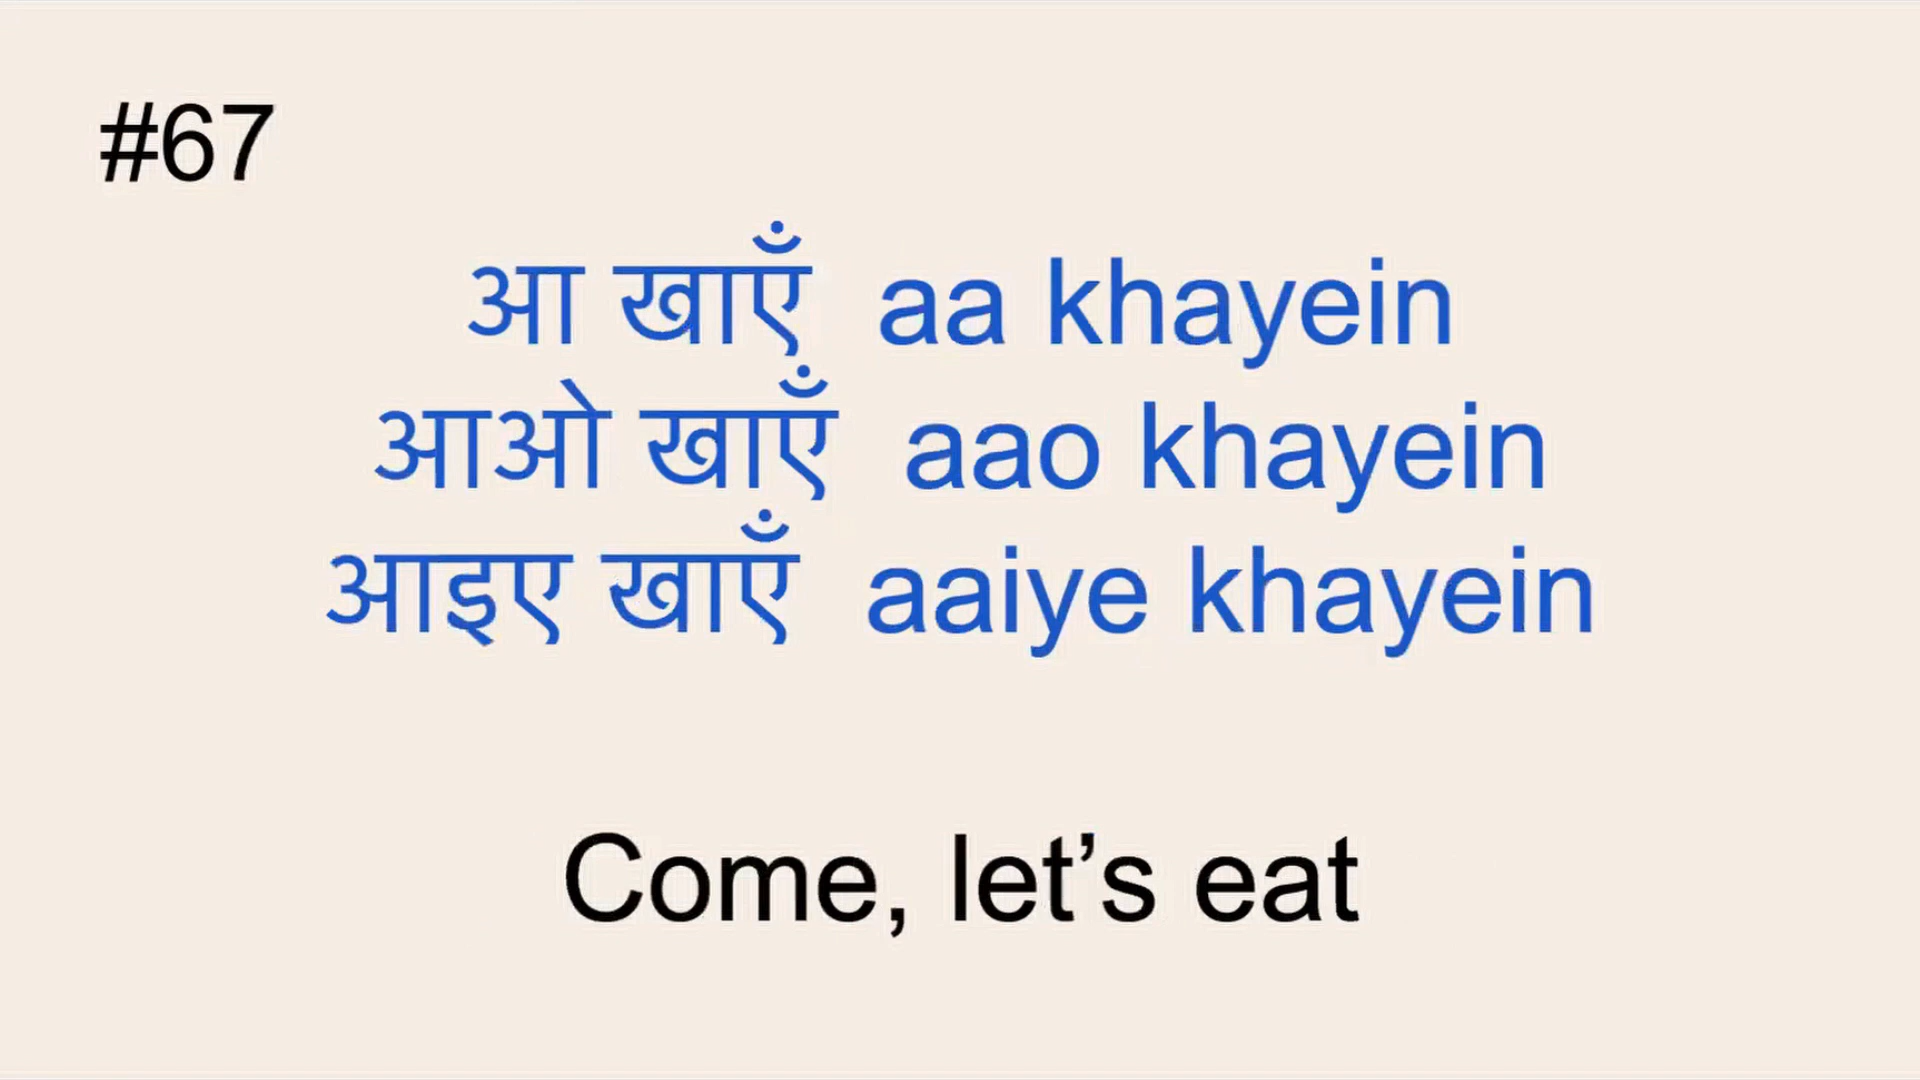 #67
आ खाएँ aa khayein
आओ खाएँ aao khayein
आइए खाएँ aaiye khayein
Come, let’s eat